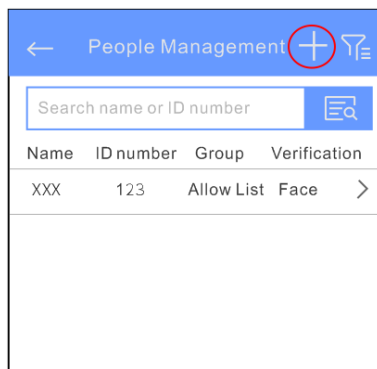 People Management
Search name or ID number
Name ID number Group Verification
XXX 123 Allow List Face